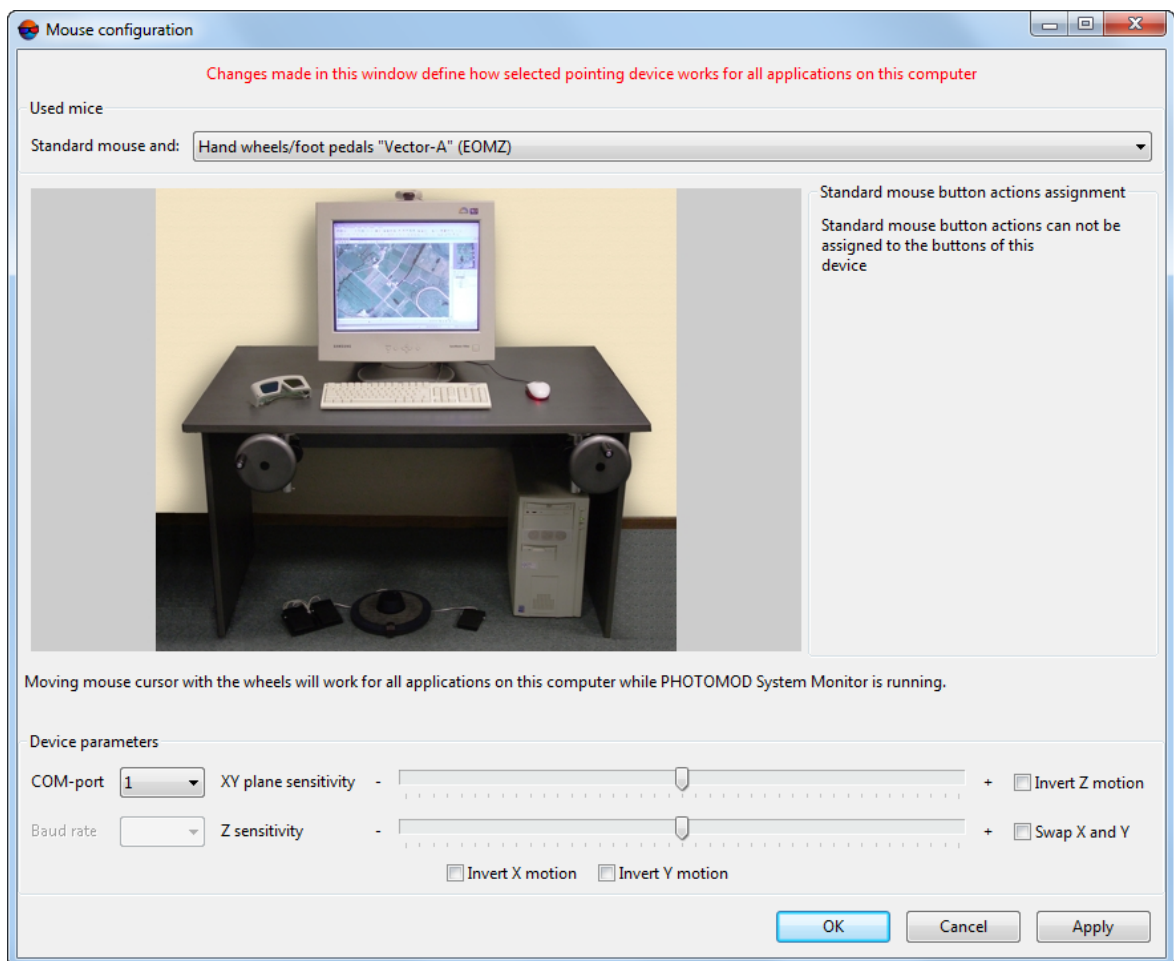 Mouse configuration
Changes made in this window define how selected pointing device works for all applications on this computer
Used mice
Standard mouse and: Hand wheels/foot pedals "Vector-A" (EOMZ)
Standard mouse button actions assignment
Standard mouse button actions can not be
assigned to the buttons of this
device
Moving mouse cursor with the wheels will work for all applications on this computer while PHOTOMOD System Monitor is running.
Device parameters
COM-port 1 XY plane sensitivity - + Invert Z motion
Baud rate Z sensitivity - + Swap X and Y
Invert X motion Invert Y motion
OK Cancel Apply